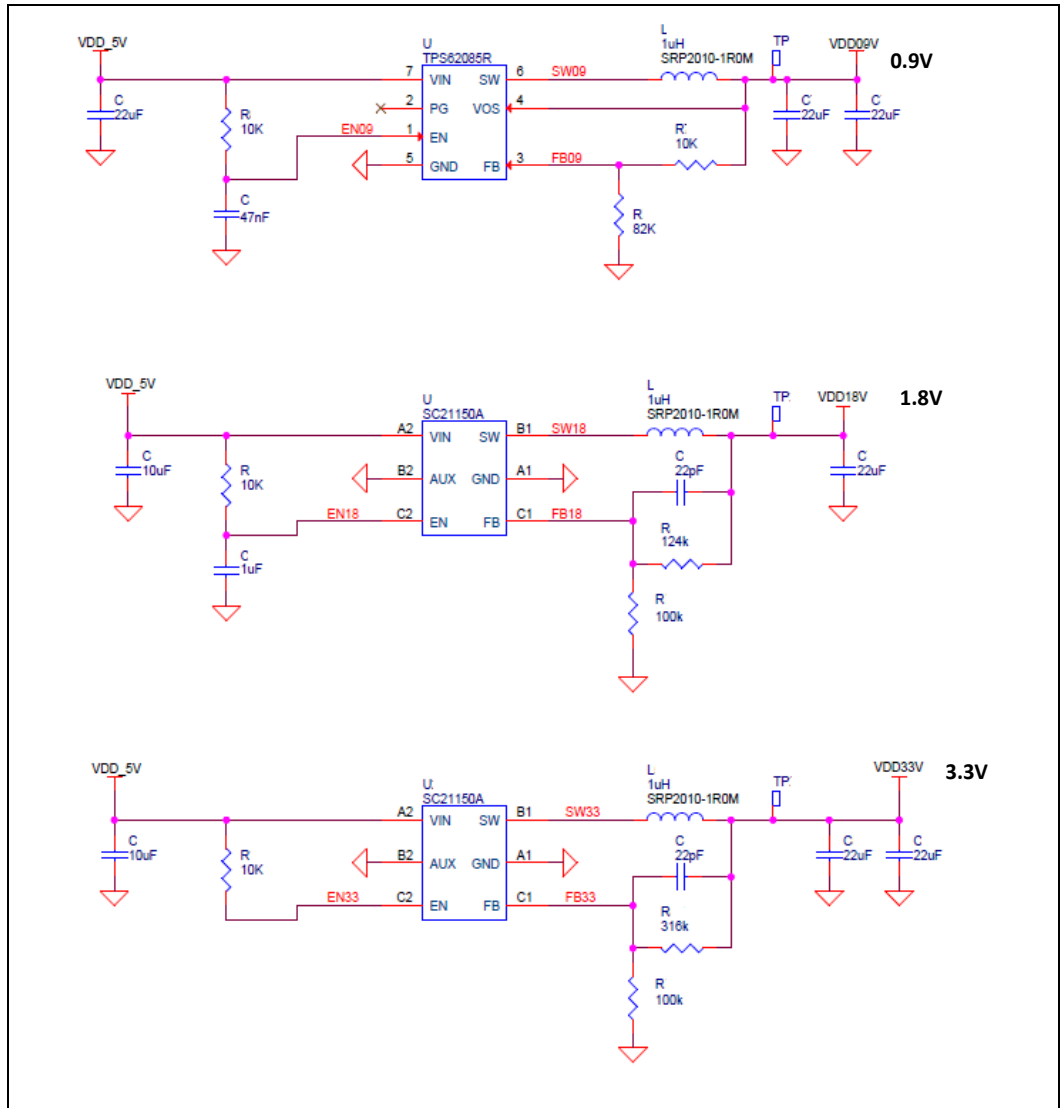 VDD_5V
C
22uF
R
10K
C
47nF
EN09
U
TPS62085R
7 VIN SW 6
2 PG VOS 4
1 EN
5 GND FB 3
SW09
FB09
L
1uH
SRP2010-1R0M
R
10K
R
82K
TP
C
22uF
VDD09V
C
22uF
0.9V
VDD_5V
C
10uF
R
10K
C
1uF
EN18
U
SC21150A
A2 VIN SW B1
B2 AUX GND A1
C2 EN FB C1
SW18
FB18
L
1uH
SRP2010-1R0M
C
22pF
R
124k
R
100k
TP
VDD18V
C
22uF
1.8V
VDD_5V
C
10uF
R
10K
EN33
U
SC21150A
A2 VIN SW B1
B2 AUX GND A1
C2 EN FB C1
SW33
FB33
L
1uH
SRP2010-1R0M
C
22pF
R
316k
R
100k
TP
C
22uF
VDD33V
C
22uF
3.3V